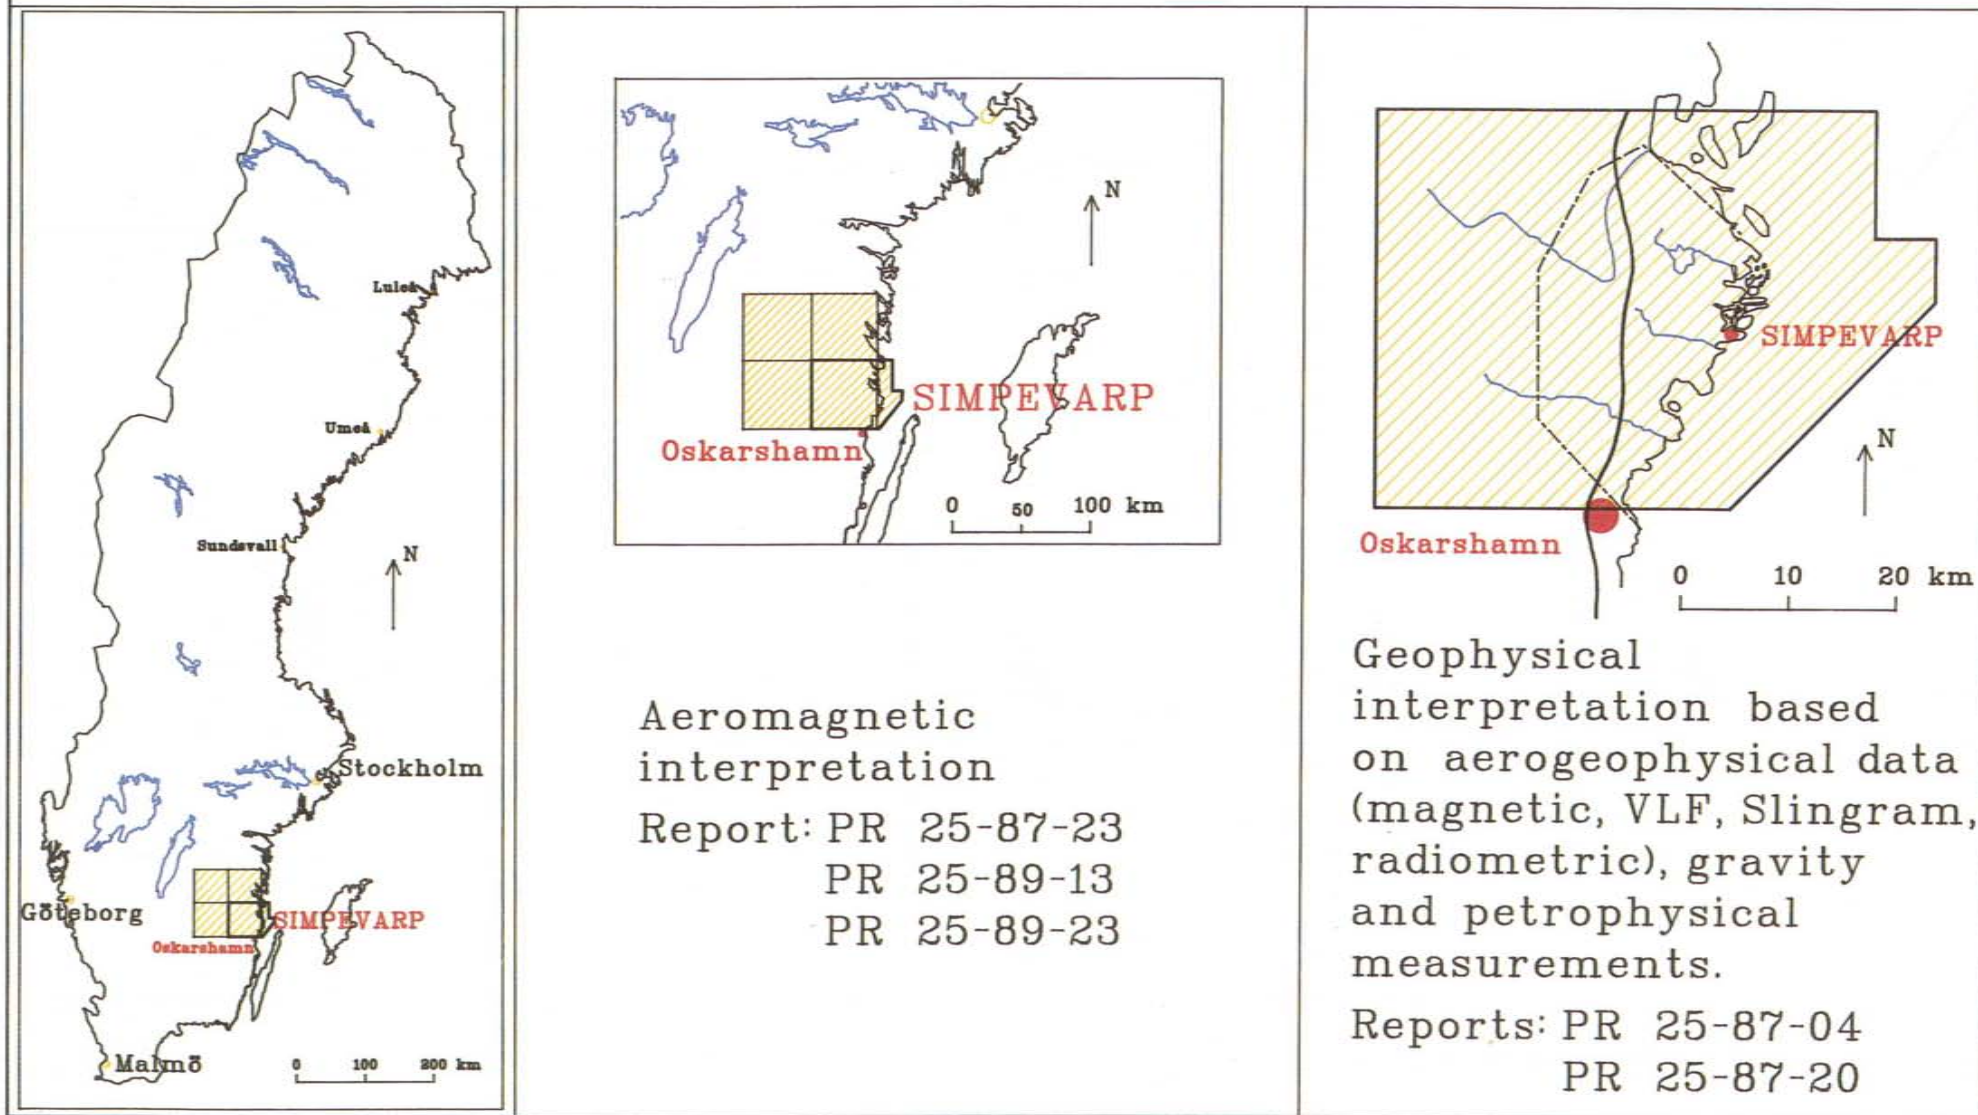 Luleå
Umeå
Sundsvall
N
Stockholm
Göteborg
SIMPEVARP
Oskarshamn
Malmö
0 100 200 km
N
SIMPEVARP
Oskarshamn
0 50 100 km
Aeromagnetic
interpretation
Report: PR 25-87-23
PR 25-89-13
PR 25-89-23
SIMPEVARP
N
Oskarshamn
0 10 20 km
Geophysical
interpretation based
on aerogeophysical data
(magnetic, VLF, Slingram,
radiometric), gravity
and petrophysical
measurements.
Reports: PR 25-87-04
PR 25-87-20